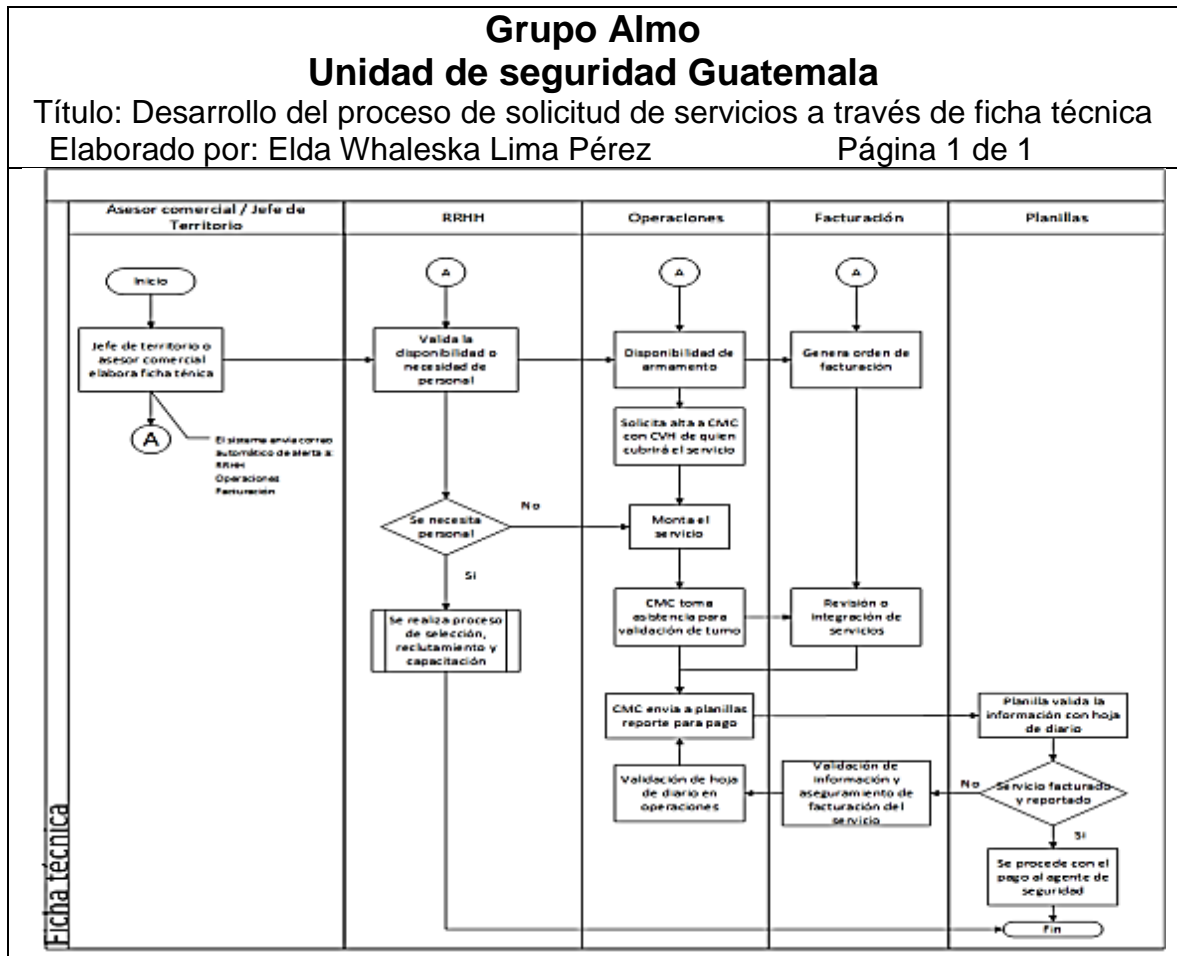 Grupo Almo
Unidad de seguridad Guatemala
Título: Desarrollo del proceso de solicitud de servicios a través de ficha técnica
Elaborado por: Elda Whaleska Lima Pérez Página 1 de 1
Asesor comercial / Jefe de
Territorio
RRHH
Operaciones
Facturación
Planillas
Inicio
A
A
A
Jefe de territorio o
asesor comercial
elabora ficha ténica
Valida la
disponibilidad o
necesidad de
personal
Disponibilidad de
armamento
Genera orden de
facturación
A
El sistema envia correo
automático de alerta a:
RRHH
Operaciones
Facturación
Solicita alta a CMC
con CVH de quien
cubrirá el servicio
Se necesita
personal
No
Monta el
servicio
Si
Se realiza proceso
de selección,
reclutamiento y
capacitación
CMC toma
asistencia para
validación de turno
Revisión o
integración de
servicios
CMC envia a planillas
reporte para pago
Planilla valida la
información con hoja
de diario
Validación de hoja
de diario en
operaciones
Validación de
información y
aseguramiento de
facturación del
servicio
No
Servicio facturado
y reportado
Si
Se procede con el
pago al agente de
seguridad
Fin
Ficha técnica